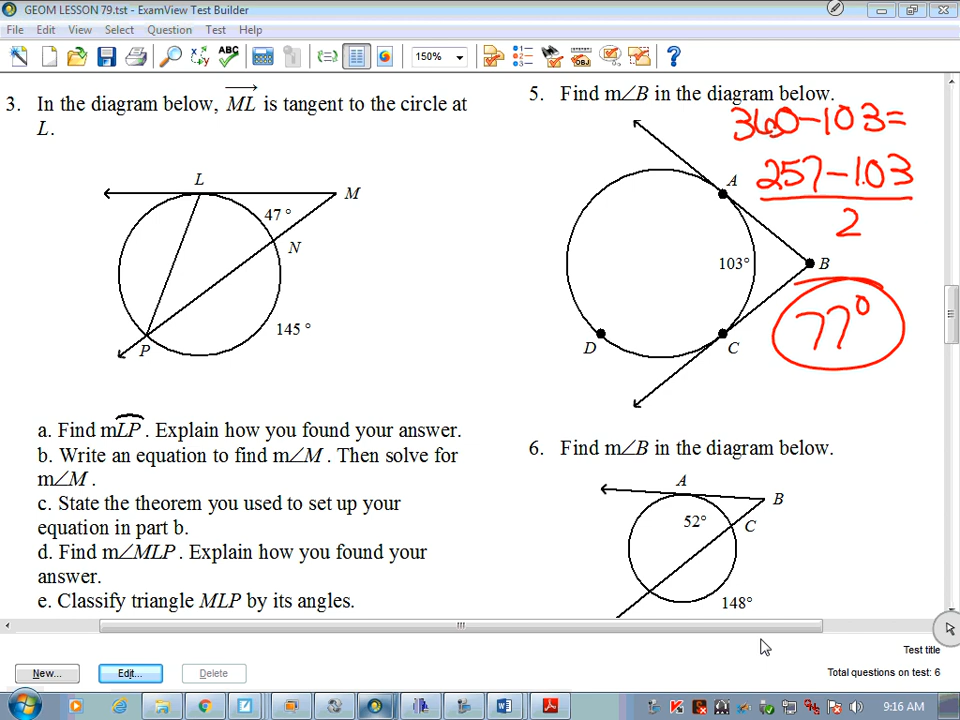 GEOM LESSON 79.tst - ExamView Test Builder
File Edit View Select Question Test Help
ABC
150%
OBJ
3. In the diagram below, ML is tangent to the circle at
L.
L
M
47 °
N
145 °
P
a. Find mLP . Explain how you found your answer.
b. Write an equation to find m∠M . Then solve for
m∠M .
c. State the theorem you used to set up your
equation in part b.
d. Find m∠MLP . Explain how you found your
answer.
e. Classify triangle MLP by its angles.
5. Find m∠B in the diagram below.
360-103=
257-103
2
A
103°
B
77°
D
C
6. Find m∠B in the diagram below.
A
B
52°
C
148°
Test title
New... Edit... Delete
Total questions on test: 6
9:16 AM